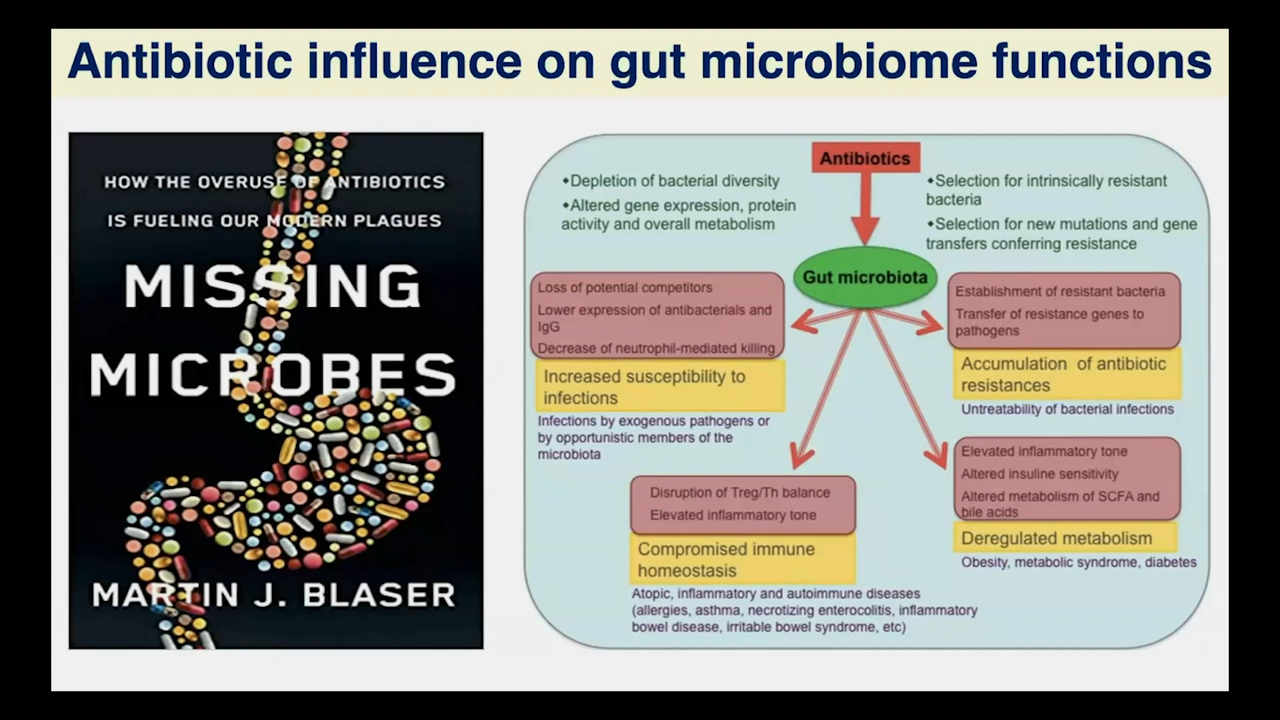 Antibiotic influence on gut microbiome functions
HOW THE OVERUSE OF ANTIBIOTICS
IS FUELING OUR MODERN PLAGUES
MISSING
MICROBES
MARTIN J. BLASER
Antibiotics
◆Depletion of bacterial diversity
◆Altered gene expression, protein
activity and overall metabolism
◆Selection for intrinsically resistant
bacteria
◆Selection for new mutations and gene
transfers conferring resistance
Gut microbiota
Loss of potential competitors
Lower expression of antibacterials and
IgG
Decrease of neutrophil-mediated killing
Increased susceptibility to
infections
Infections by exogenous pathogens or
by opportunistic members of the
microbiota
Establishment of resistant bacteria
Transfer of resistance genes to
pathogens
Accumulation of antibiotic
resistances
Untreatability of bacterial infections
Disruption of Treg/Th balance
Elevated inflammatory tone
Compromised immune
homeostasis
Atopic, inflammatory and autoimmune diseases
(allergies, asthma, necrotizing enterocolitis, inflammatory
bowel disease, irritable bowel syndrome, etc)
Elevated inflammatory tone
Altered insuline sensitivity
Altered metabolism of SCFA and
bile acids
Deregulated metabolism
Obesity, metabolic syndrome, diabetes